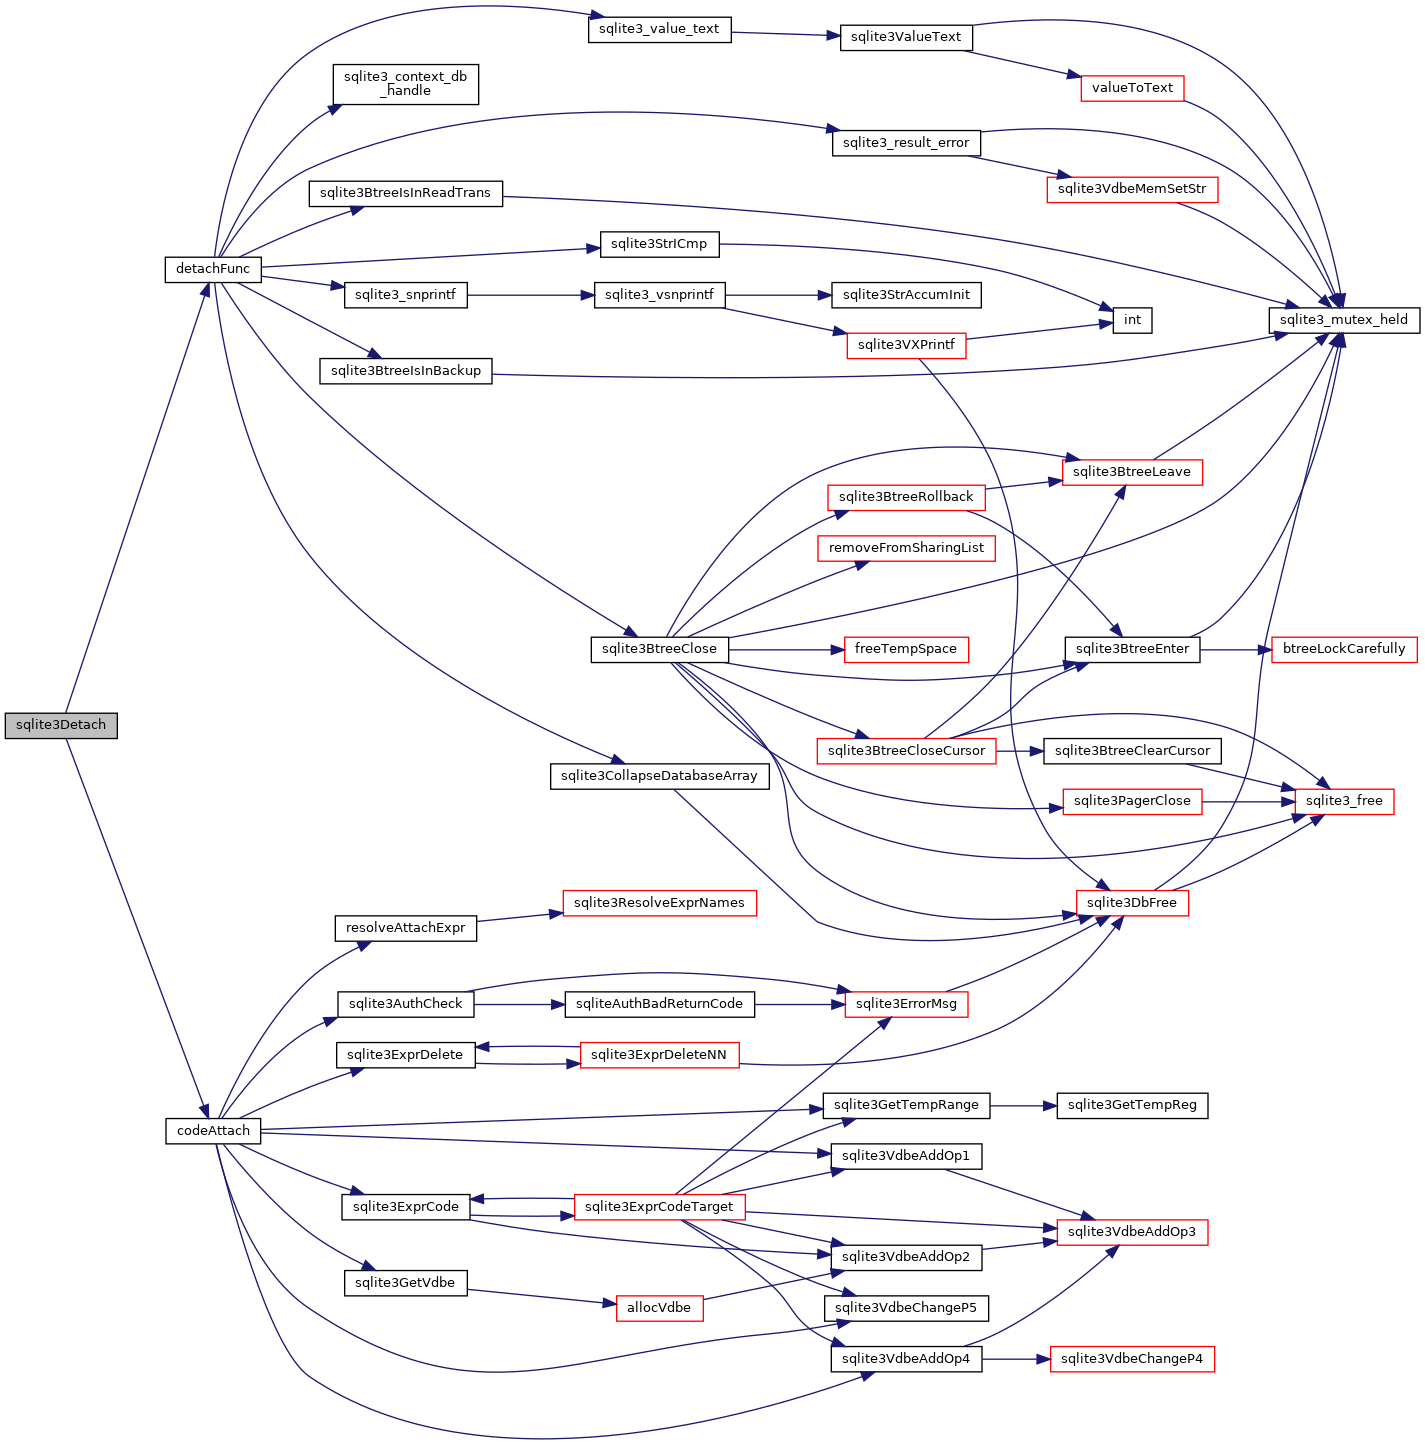 sqlite3_value_text
sqlite3ValueText
sqlite3_context_db
_handle
valueToText
sqlite3_result_error
sqlite3VdbeMemSetStr
sqlite3BtreeIsInReadTrans
sqlite3StrICmp
detachFunc
sqlite3_snprintf
sqlite3_vsnprintf
sqlite3StrAccumInit
int
sqlite3_mutex_held
sqlite3VXPrintf
sqlite3BtreeIsInBackup
sqlite3BtreeLeave
sqlite3BtreeRollback
removeFromSharingList
sqlite3BtreeClose
freeTempSpace
sqlite3BtreeEnter
btreeLockCarefully
sqlite3Detach
sqlite3BtreeCloseCursor
sqlite3BtreeClearCursor
sqlite3CollapseDatabaseArray
sqlite3PagerClose
sqlite3_free
sqlite3ResolveExprNames
sqlite3DbFree
resolveAttachExpr
sqlite3AuthCheck
sqliteAuthBadReturnCode
sqlite3ErrorMsg
sqlite3ExprDelete
sqlite3ExprDeleteNN
sqlite3GetTempRange
sqlite3GetTempReg
codeAttach
sqlite3VdbeAddOp1
sqlite3ExprCode
sqlite3ExprCodeTarget
sqlite3VdbeAddOp3
sqlite3VdbeAddOp2
sqlite3GetVdbe
allocVdbe
sqlite3VdbeChangeP5
sqlite3VdbeAddOp4
sqlite3VdbeChangeP4